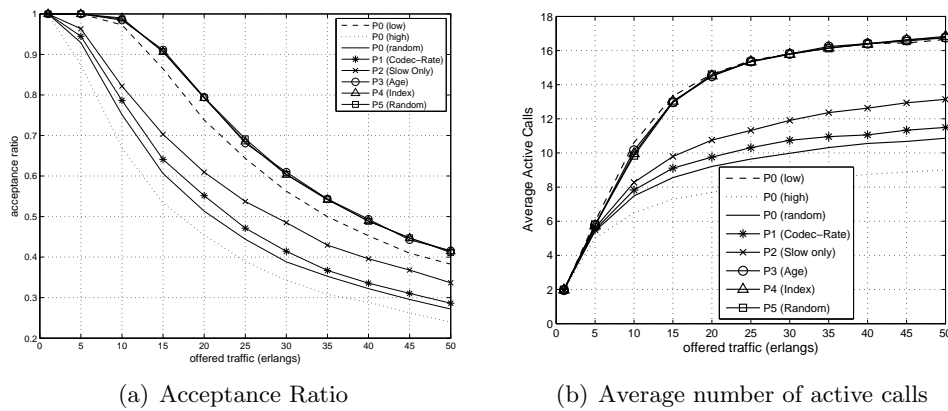 1
0.9
0.8
0.7
0.6
0.5
0.4
0.3
0.2
0 5 10 15 20 25 30 35 40 45 50
acceptance ratio
offered traffic (erlangs)
P0 (low)
P0 (high)
P0 (random)
P1 (Codec-Rate)
P2 (Slow Only)
P3 (Age)
P4 (Index)
P5 (Random)
(a) Acceptance Ratio
18
16
14
12
10
8
6
4
2
0
0 5 10 15 20 25 30 35 40 45 50
Average Active Calls
offered traffic (erlangs)
P0 (low)
P0 (high)
P0 (random)
P1 (Codec-Rate)
P2 (Slow only)
P3 (Age)
P4 (Index)
P5 (Random)
(b) Average number of active calls